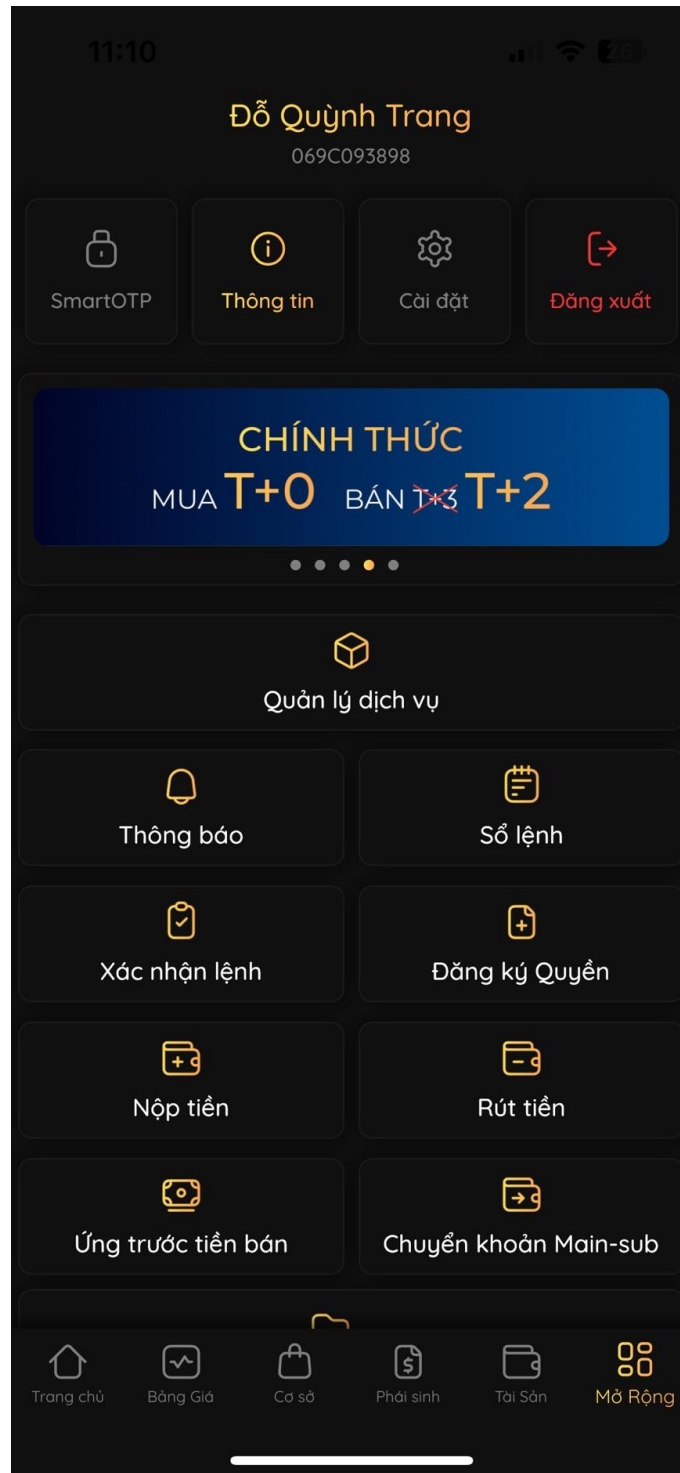 11:10
26
Đỗ Quỳnh Trang
069C093898
SmartOTP
Thông tin
Cài đặt
Đăng xuất
CHÍNH THỨC
MUA T+0 BÁN T+3 T+2
Quản lý dịch vụ
Thông báo
Sổ lệnh
Xác nhận lệnh
Đăng ký Quyền
Nộp tiền
Rút tiền
Ứng trước tiền bán
Chuyển khoản Main-sub
Trang chủ
Bảng Giá
Cơ sở
Phái sinh
Tài Sản
Mở Rộng